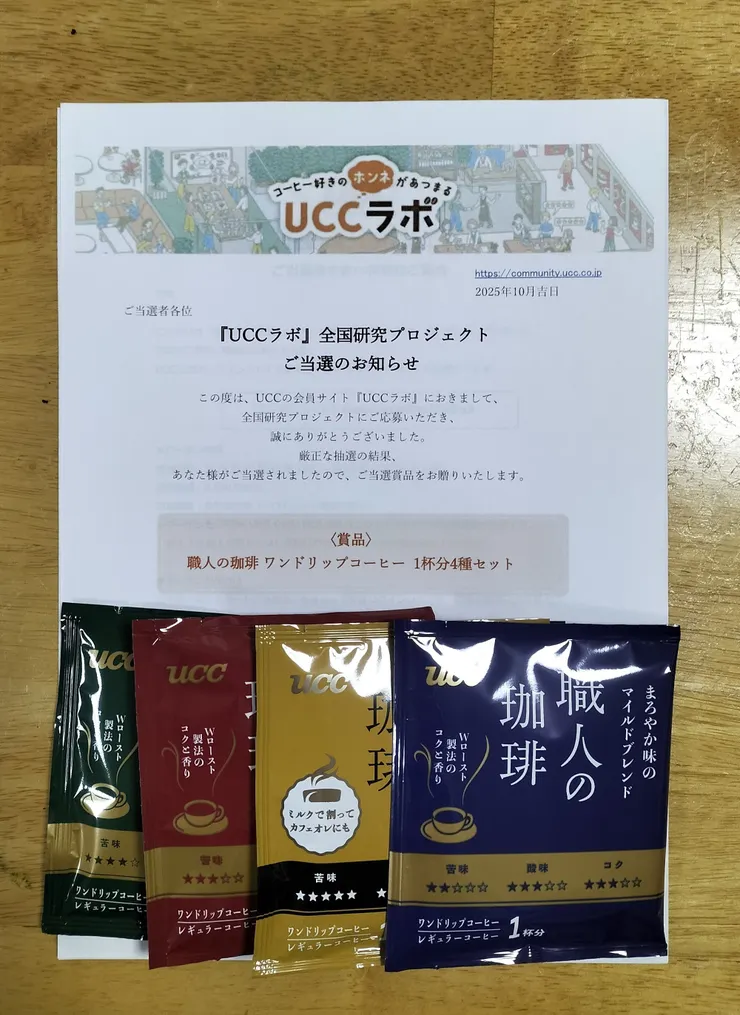 コーヒー好きのホンネがあつまる
UCCラボ
https://community.ucc.co.jp
2025年10月吉日
ご当選者各位
『UCCラボ』全国研究プロジェクト
ご当選のお知らせ
この度は、UCCの会員サイト『UCCラボ』におきまして、
全国研究プロジェクトにご応募いただき、
誠にありがとうございました。
厳正な抽選の結果、
あなた様がご当選されましたので、ご当選賞品をお贈りいたします。
〈賞品〉
職人の珈琲 ワンドリップコーヒー 1杯分4種セット
ucc
Wロースト
製法の
コクと香り
苦味
★★★★☆
ワンドリップコーヒー
レギュラーコーヒー
ucc
珈
Wロースト
製法の
コクと香り
苦味
★★★☆☆
ワンドリップコーヒー
レギュラーコーヒー
ucc
珈琲
ミルクで割って
カフェオレにも
苦味
★★★★★
ワンドリップコーヒー
レギュラーコーヒー
ucc
まろやか味の
マイルドブレンド
職人の
珈琲
Wロースト
製法の
コクと香り
苦味 酸味 コク
★★☆☆☆ ★★★☆☆ ★★★☆☆
ワンドリップコーヒー
レギュラーコーヒー
1杯分